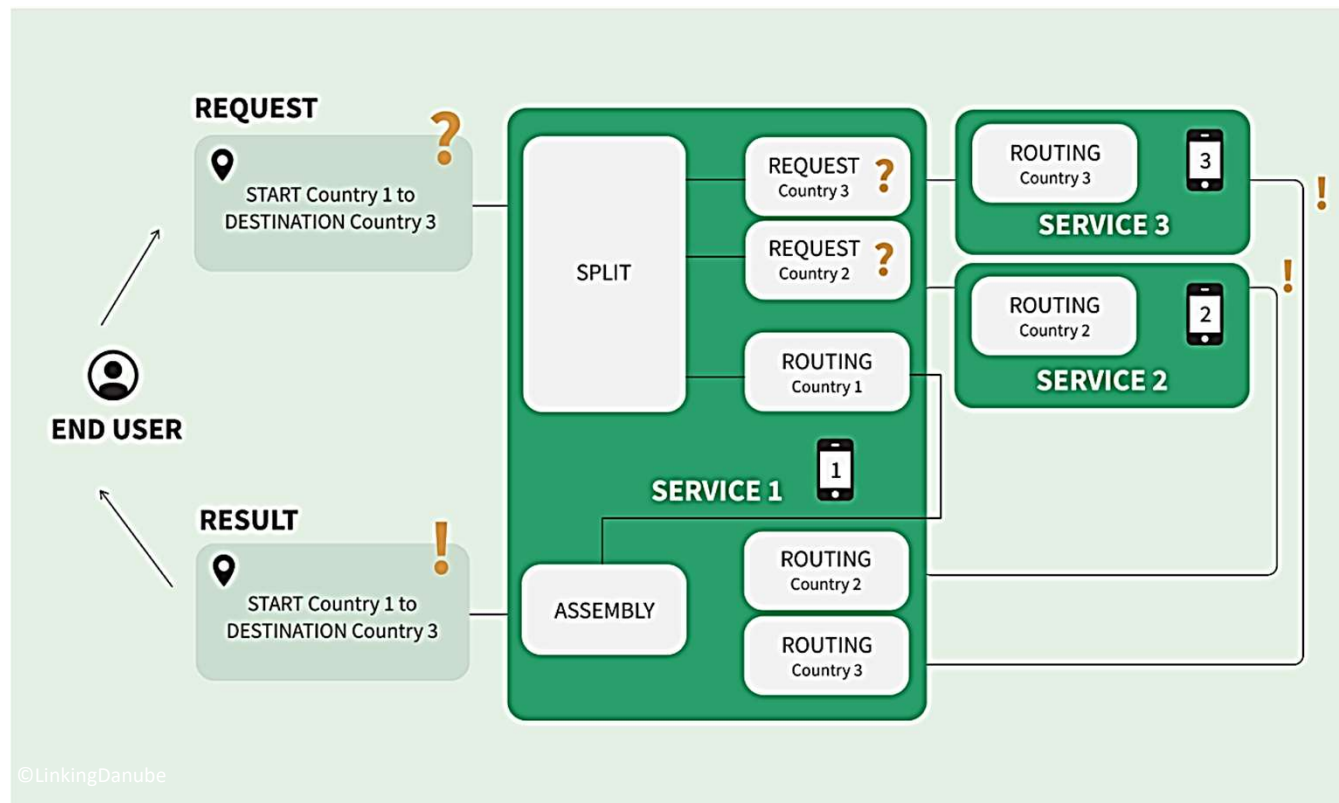 REQUEST
?
START Country 1 to
DESTINATION Country 3
SPLIT
REQUEST
Country 3
?
REQUEST
Country 2
?
ROUTING
Country 1
ROUTING
Country 3
3
SERVICE 3
!
ROUTING
Country 2
2
SERVICE 2
!
END USER
SERVICE 1
1
RESULT
!
START Country 1 to
DESTINATION Country 3
ASSEMBLY
ROUTING
Country 2
ROUTING
Country 3
©LinkingDanube